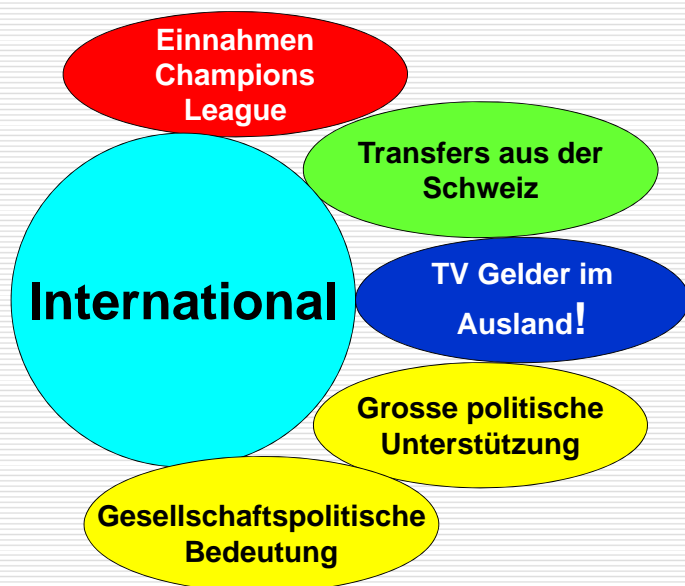 Einnahmen
Champions
League
Transfers aus der
Schweiz
International
TV Gelder im
Ausland!
Grosse politische
Unterstützung
Gesellschaftspolitische
Bedeutung